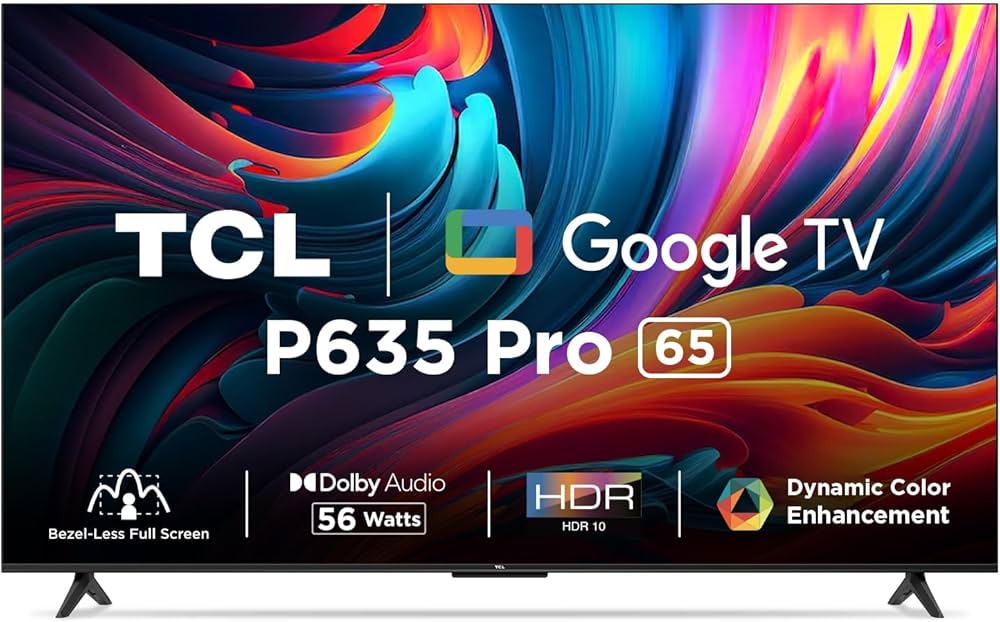 TCL
Google TV
P635 Pro 65
Bezel-Less Full Screen
Dolby Audio
56 Watts
HDR
HDR 10
Dynamic Color
Enhancement
TCL